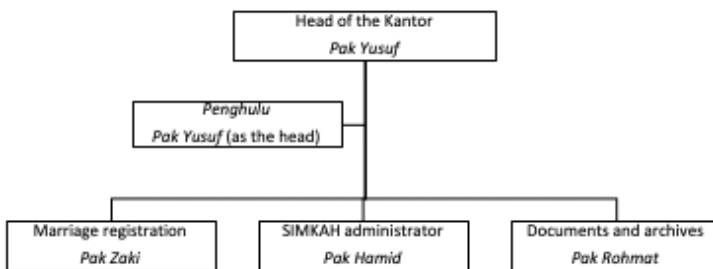 Head of the Kantor
Pak Yusuf
Penghulu
Pak Yusuf (as the head)
Marriage registration
Pak Zaki
SIMKAH administrator
Pak Hamid
Documents and archives
Pak Rohmat